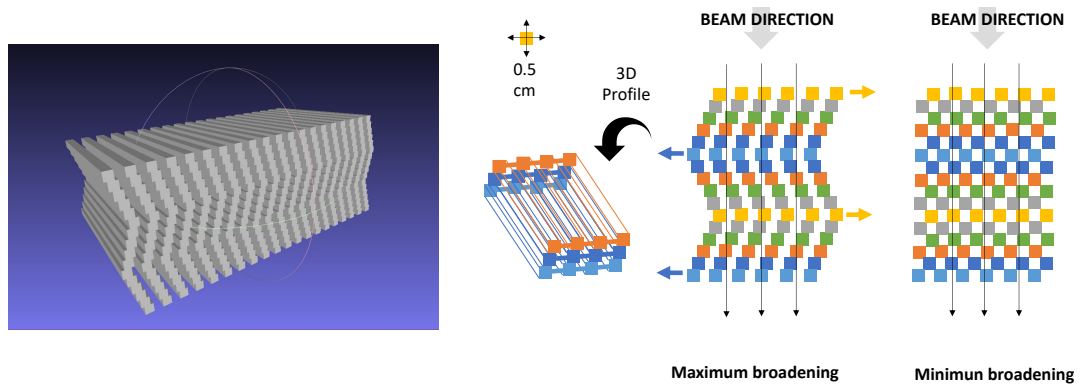 BEAM DIRECTION
BEAM DIRECTION
0.5
cm
3D
Profile
Maximum broadening
Minimun broadening